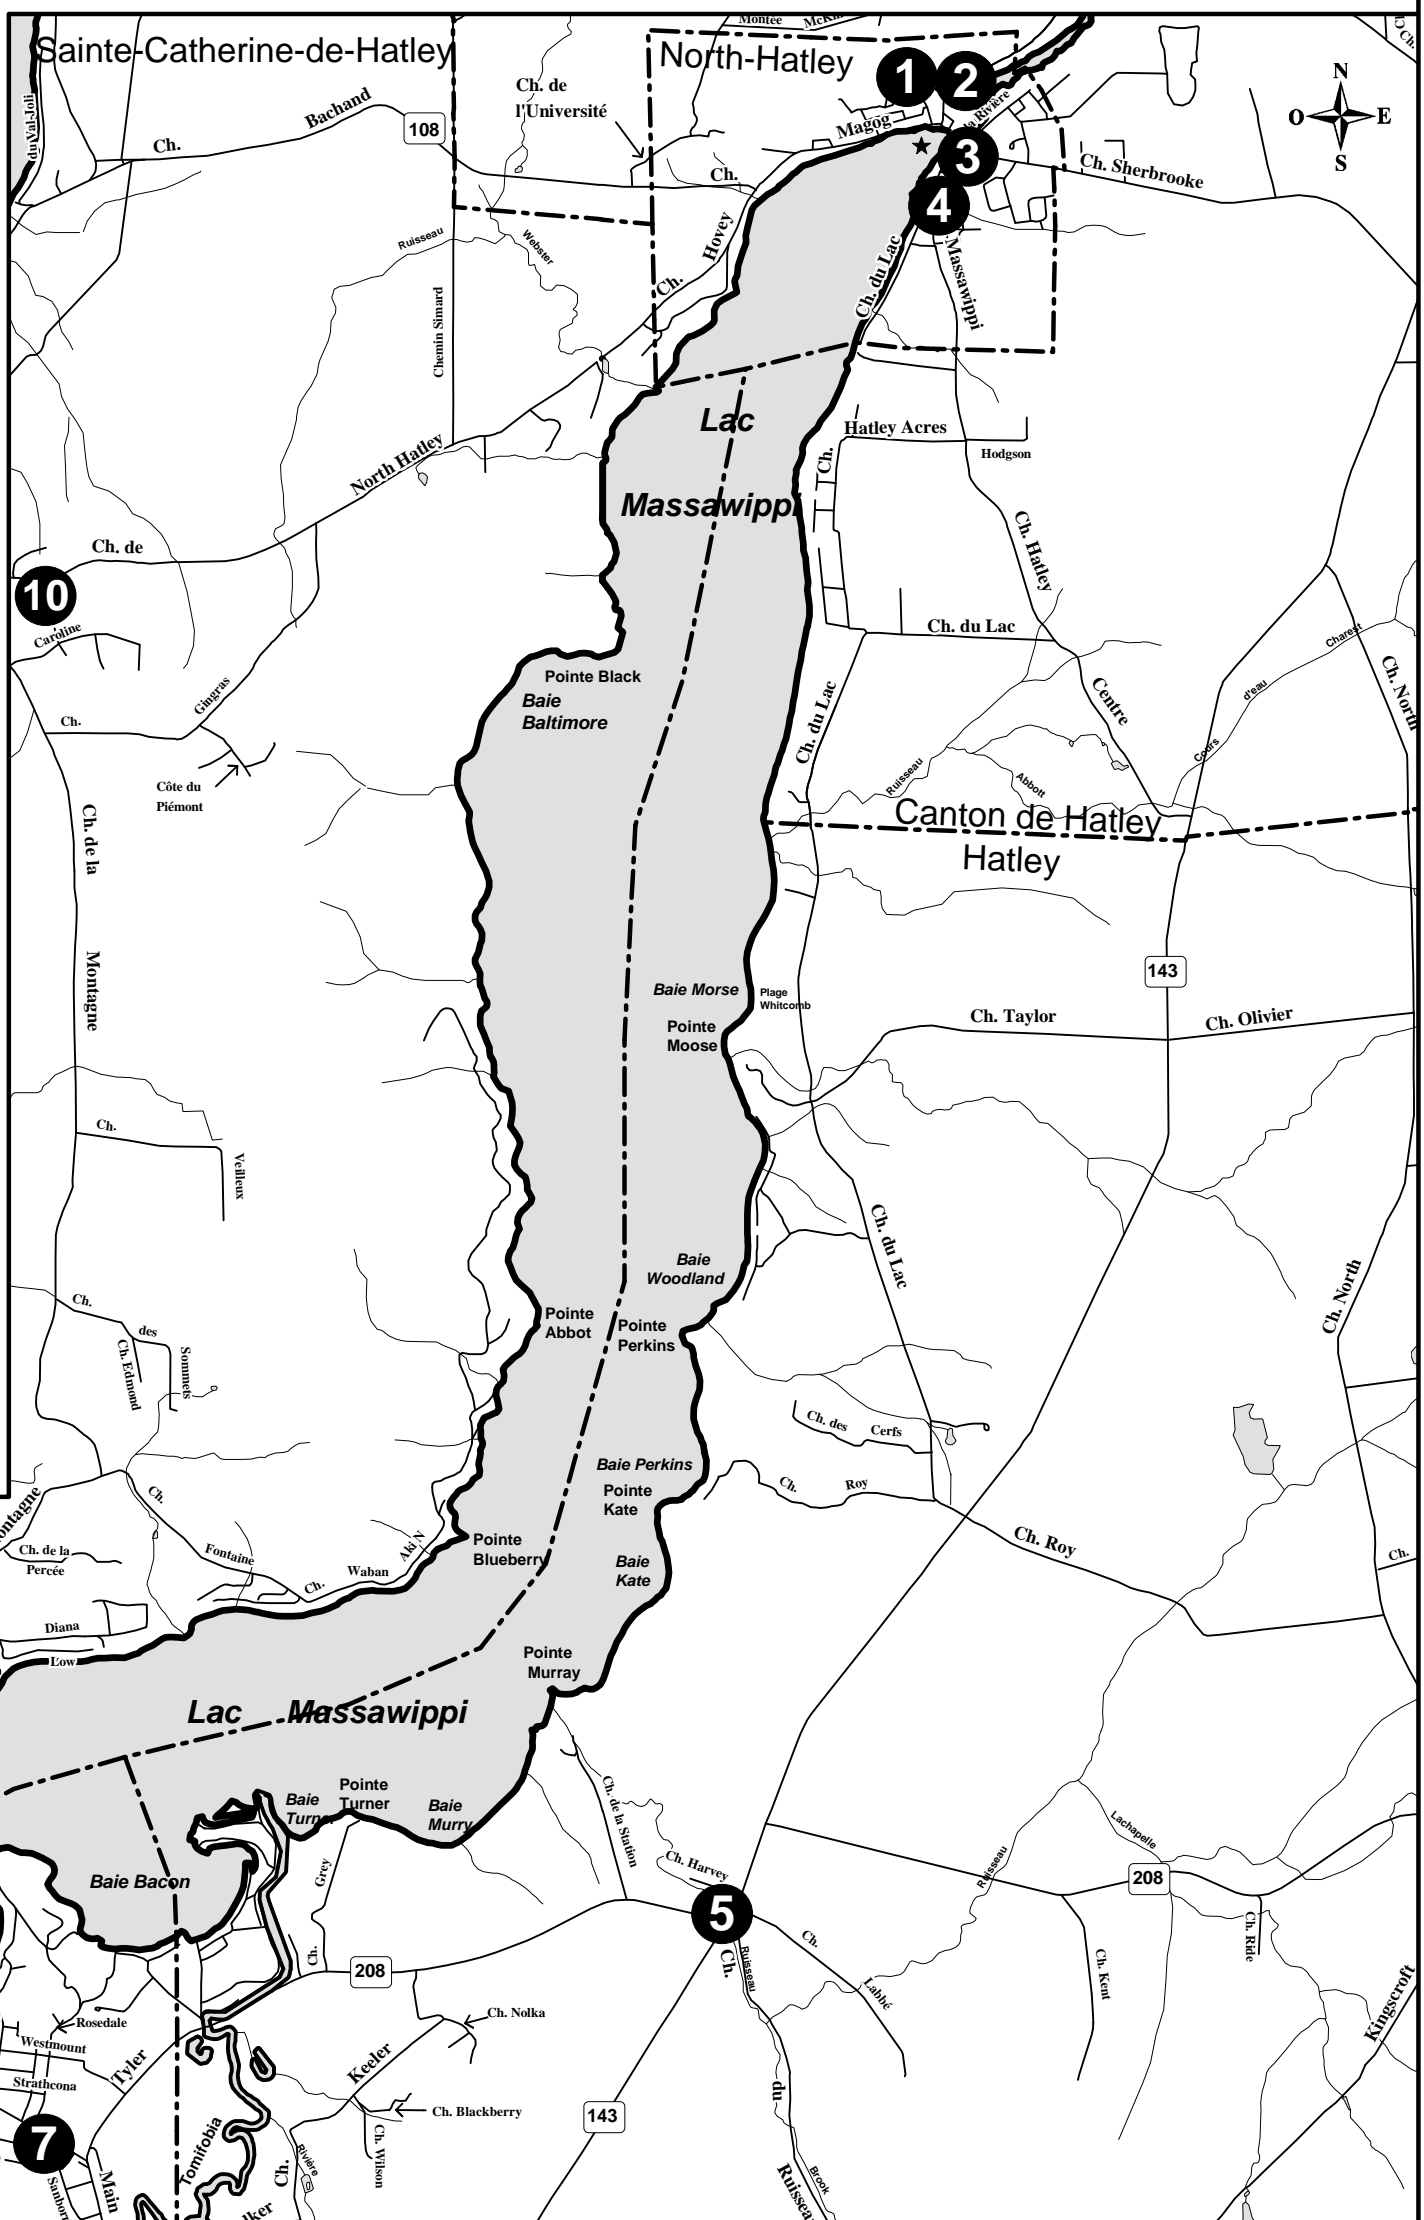 Sainte-Catherine-de-Hatley
North-Hatley
Montée
1
2
N
O
E
S
Ch. de
l'Université
Bachand
Ch.
108
du Val-Joli
Magog
la Rivière
3
Ch. Sherbrooke
Ch.
4
Hovey
Ch.
Ruisseau
Webster
Ch. du Lac
Massawippi
Chemin Simard
Lac
Massawippi
Hatley Acres
Hodgson
Ch.
North Hatley
Ch. de
Ch. Hatley
10
Caroline
Ch. du Lac
Charest
d'eau
Cours
Ch. North
Pointe Black
Baie
Baltimore
Gingras
Ch.
Centre
Ch. du Lac
Côte du
Piémont
Ruisseau
Abbott
Ch. de la
Montagne
Canton de Hatley
Hatley
143
Baie Morse
Plage
Whitcomb
Pointe
Moose
Ch. Taylor
Ch. Olivier
Ch.
Veilleux
Ch. du Lac
Baie
Woodland
Ch. North
Ch.
des
Sommets
Ch. Edmond
Pointe
Abbot
Pointe
Perkins
Ch. des
Cerfs
Baie Perkins
Pointe
Kate
Ch.
Roy
Ch. Roy
Ch.
Ch.
Fontaine
Ch. de la
Percée
Ch.
Waban
Aki N
Pointe
Blueberry
Baie
Kate
Diana
Low
Pointe
Murray
Lac Massawippi
Pointe
Turner
Baie
Turner
Baie
Murry
Ch. de la Station
Ch. Harvey
Lachapelle
Ruisseau
208
Baie Bacon
Grey
Ch.
5
Ch.
Labbé
Ch. Ride
Ch. Kent
208
Ch.
Ruisseau
Kingscroft
Rosedale
Westmount
Strathcona
Tyler
Ch. Nolka
Keeler
Ch. Blackberry
Ch. Wilson
143
du
7
Tomifobia
Rivière
Ch.
Main
Brook